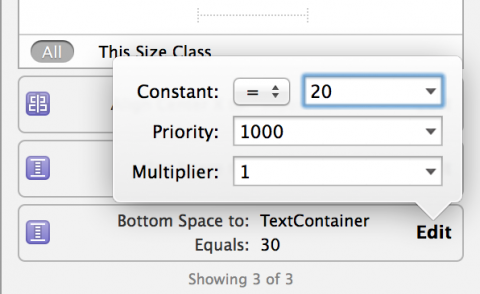 All This Size Class
Constant: = 20
Priority: 1000
Multiplier: 1
Bottom Space to: TextContainer
Equals: 30
Edit
Showing 3 of 3